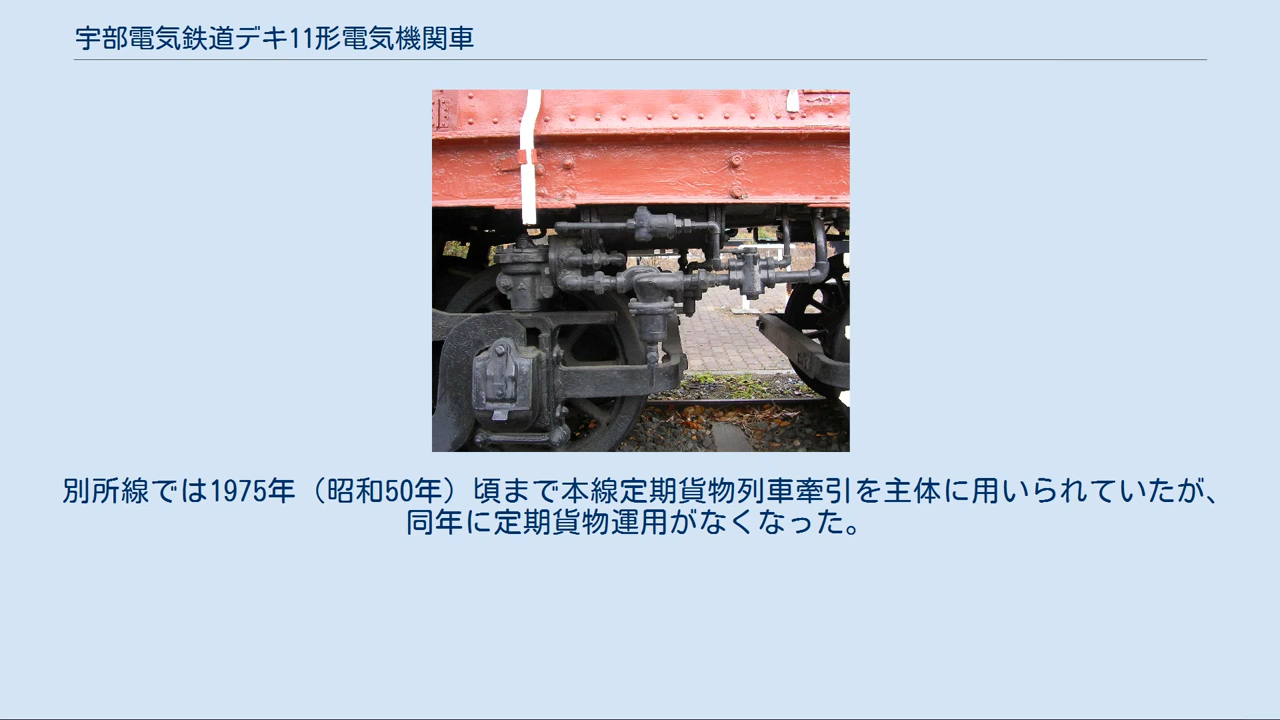 宇部電気鉄道デキ11形電気機関車
別所線では1975年（昭和50年）頃まで本線定期貨物列車牽引を主体に用いられていたが、
同年に定期貨物運用がなくなった。